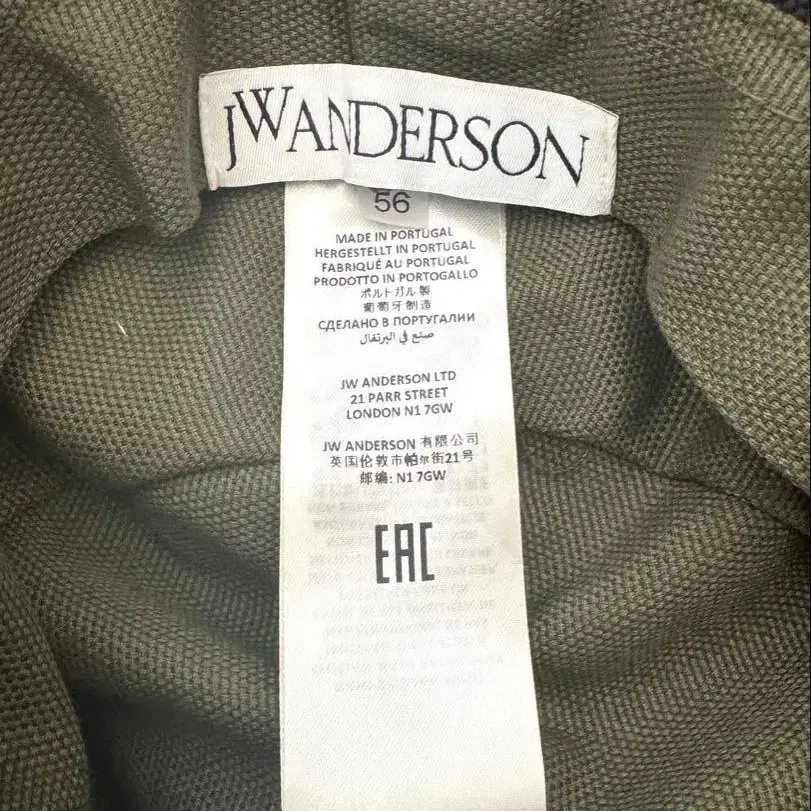 JWANDERSON
56
MADE IN PORTUGAL
HERGESTELLT IN PORTUGAL
FABRIQUÉ AU PORTUGAL
PRODOTTO IN PORTOGALLO
ポルトガル製
葡萄牙制造
СДЕЛАНО В ПОРТУГАЛИИ
صنع في البرتغال
JW ANDERSON LTD
21 PARR STREET
LONDON N1 7GW
JW ANDERSON 有限公司
英国伦敦市帕尔街21号
邮编: N1 7GW
EAC